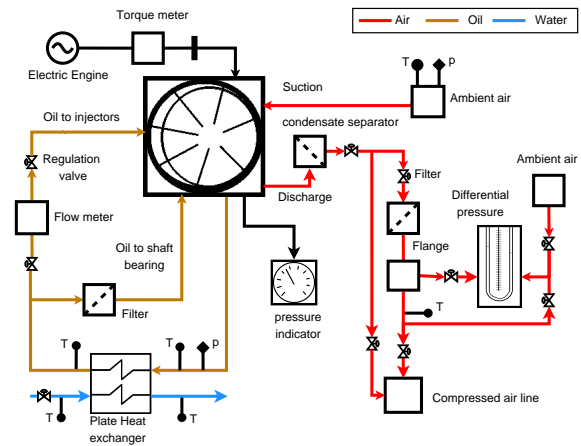 Torque meter
Air
Oil
Water
Electric Engine
T
p
Suction
Ambient air
Oil to injectors
condensate separator
Regulation
valve
Ambient air
Filter
Discharge
Differential
pressure
Flow meter
Oil to shaft
bearing
Flange
Filter
pressure
indicator
T
T
T
p
Compressed air line
T
T
Plate Heat
exchanger